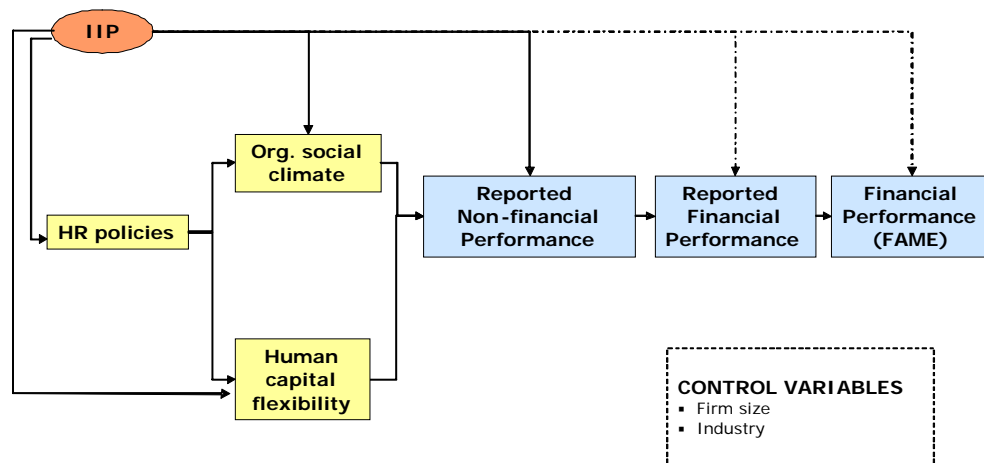 IIP
Org. social
climate
HR policies
Human
capital
flexibility
Reported
Non-financial
Performance
Reported
Financial
Performance
Financial
Performance
(FAME)
CONTROL VARIABLES
▪ Firm size
▪ Industry